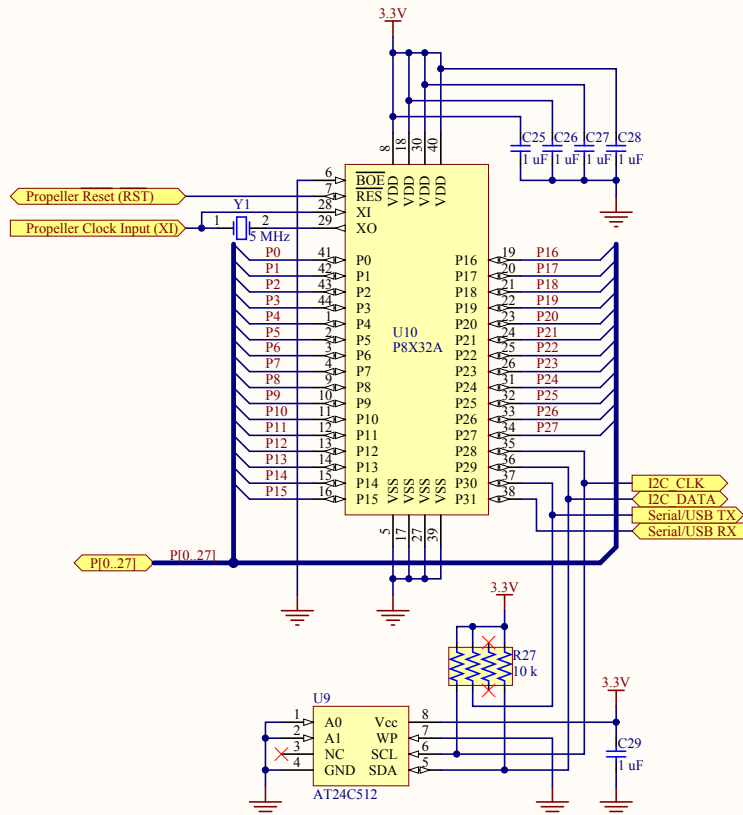 3.3V
8
18
30
40
C25 C26 C27 C28
1 uF 1 uF 1 uF 1 uF
VDD VDD VDD VDD
6 BOE
Propeller Reset (RST) 7 RES
Y1 28 XI
Propeller Clock Input (XI) 1 2 29 XO
5 MHz
P0 41 P0 P16 19 P16
P1 42 P1 P17 20 P17
P2 43 P2 P18 21 P18
P3 44 P3 P19 22 P19
P4 1 P4 P20 23 P20
P5 2 P5 P21 24 P21
P6 3 P6 P22 25 P22
P7 4 P7 P23 26 P23
P8 9 P8 P24 31 P24
P9 10 P9 P25 32 P25
P10 11 P10 P26 33 P26
P11 12 P11 P27 34 P27
P12 13 P12 P28 35
P13 14 P13 P29 36
P14 15 P14 P30 37
P15 16 P15 P31 38
U10
P8X32A
VSS VSS VSS VSS
5
17
27
39
I2C_CLK
I2C_DATA
Serial/USB TX
Serial/USB RX
P[0..27] P[0..27]
3.3V
R27
10 k
3.3V
U9
1 A0 Vcc 8
2 A1 WP 7
3 NC SCL 6
4 GND SDA 5
AT24C512
C29
1 uF